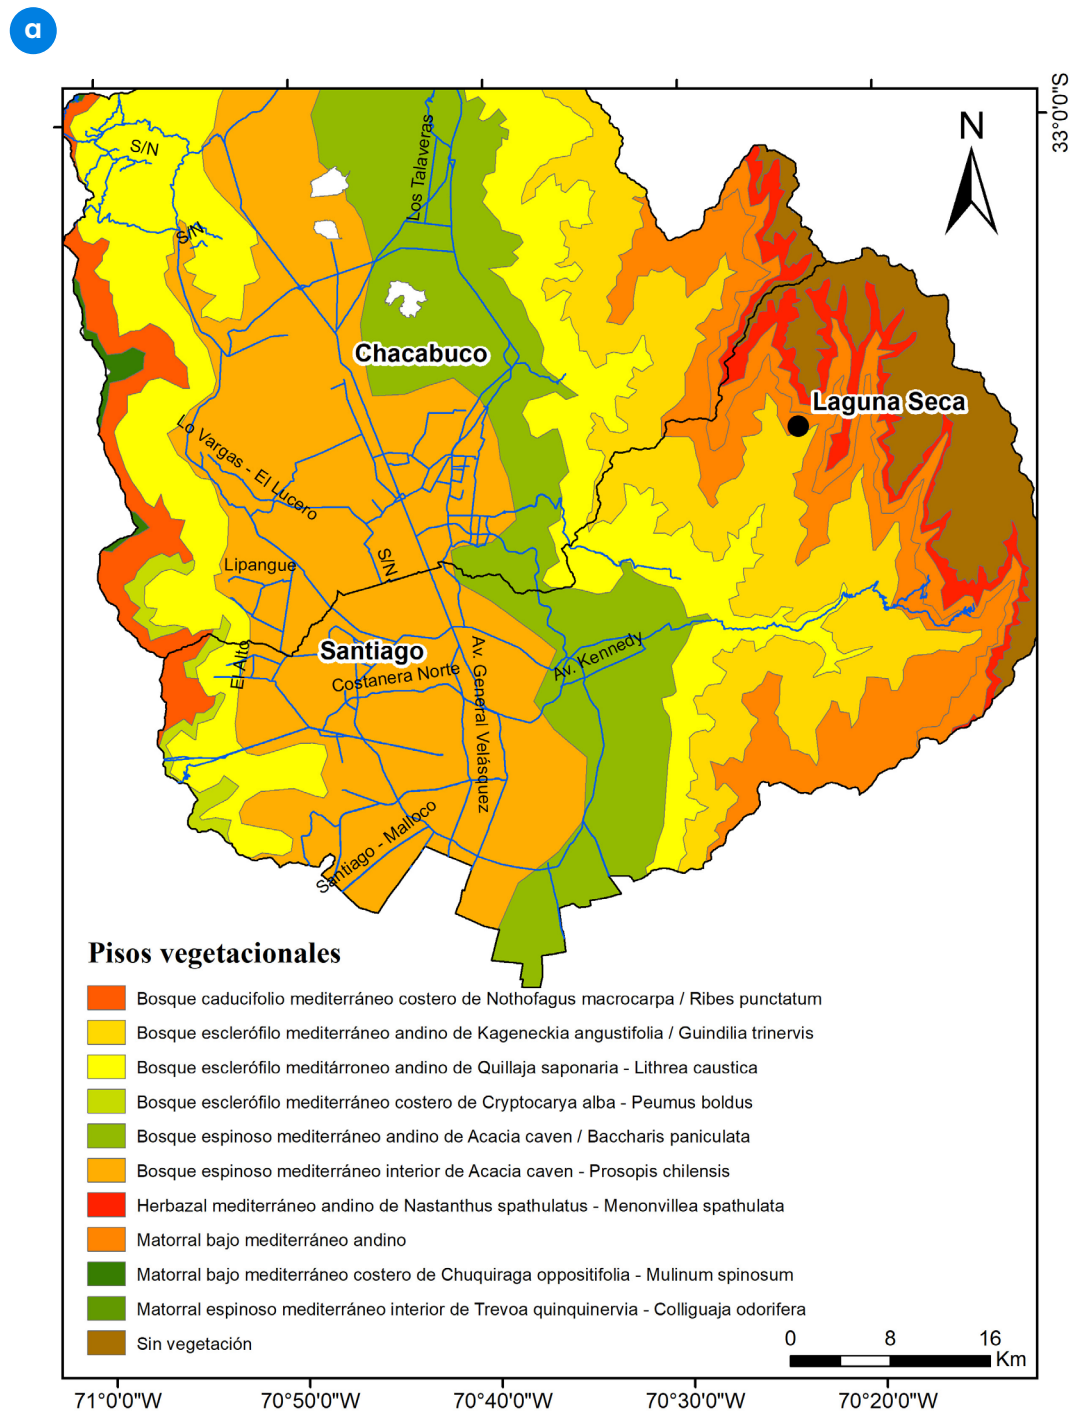 a
33°0'0"S
N
S/N
S/N
Los Talaveras
Chacabuco
Laguna Seca
Lo Vargas - El Lucero
S/N
Lipangue
Santiago
El Alto
Costanera Norte
Av. General Velásquez
Av. Kennedy
Santiago - Malloco
Pisos vegetacionales
Bosque caducifolio mediterráneo costero de Nothofagus macrocarpa / Ribes punctatum
Bosque esclerófilo mediterráneo andino de Kageneckia angustifolia / Guindilia trinervis
Bosque esclerófilo meditárroneo andino de Quillaja saponaria - Lithrea caustica
Bosque esclerófilo mediterráneo costero de Cryptocarya alba - Peumus boldus
Bosque espinoso mediterráneo andino de Acacia caven / Baccharis paniculata
Bosque espinoso mediterráneo interior de Acacia caven - Prosopis chilensis
Herbazal mediterráneo andino de Nastanthus spathulatus - Menonvillea spathulata
Matorral bajo mediterráneo andino
Matorral bajo mediterráneo costero de Chuquiraga oppositifolia - Mulinum spinosum
Matorral espinoso mediterráneo interior de Trevoa quinquinervia - Colliguaja odorifera
Sin vegetación
0 8 16
Km
71°0'0"W 70°50'0"W 70°40'0"W 70°30'0"W 70°20'0"W